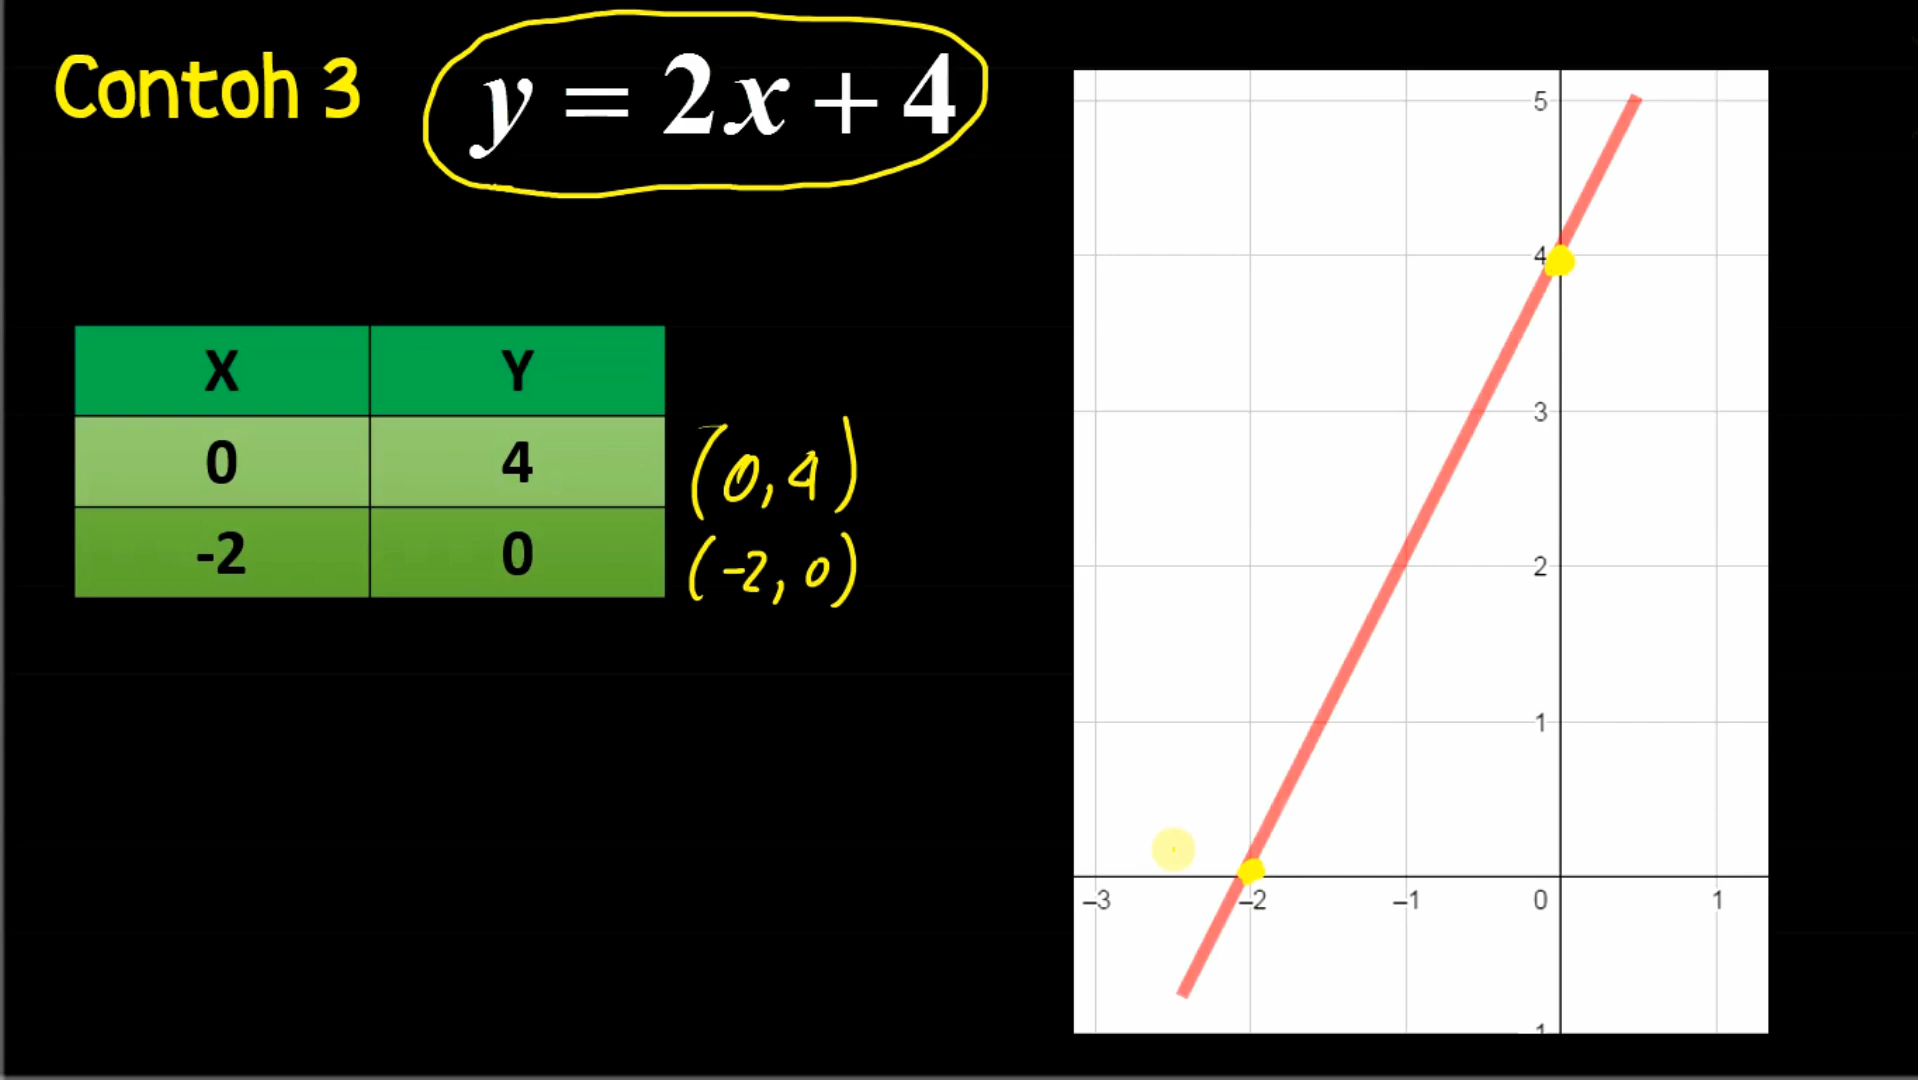 Contoh 3
y = 2x + 4
X Y
0 4
-2 0
(0,4)
(-2,0)
5
4
3
2
1
–3 –2 –1 0 1